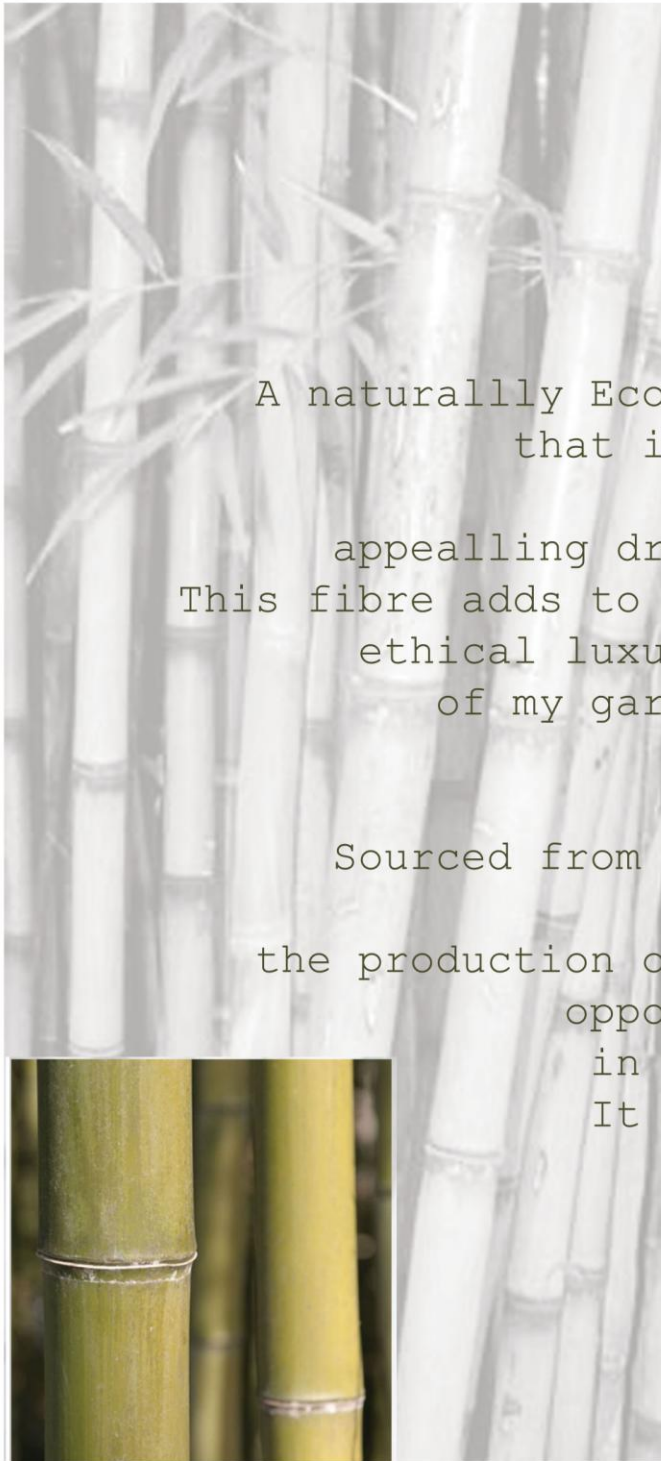 A naturallly Eco
that i
appealling dr
This fibre adds to
ethical luxu
of my gar
Sourced from
the production o
oppo
in
It